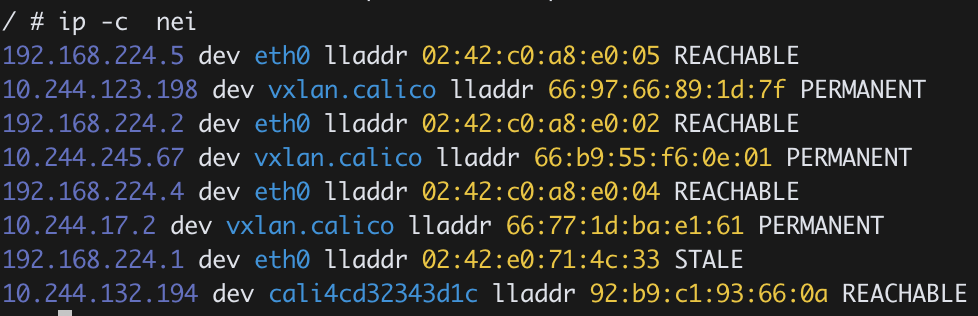 / # ip -c  nei
192.168.224.5 dev eth0 lladdr 02:42:c0:a8:e0:05 REACHABLE
10.244.123.198 dev vxlan.calico lladdr 66:97:66:89:1d:7f PERMANENT
192.168.224.2 dev eth0 lladdr 02:42:c0:a8:e0:02 REACHABLE
10.244.245.67 dev vxlan.calico lladdr 66:b9:55:f6:0e:01 PERMANENT
192.168.224.4 dev eth0 lladdr 02:42:c0:a8:e0:04 REACHABLE
10.244.17.2 dev vxlan.calico lladdr 66:77:1d:ba:e1:61 PERMANENT
192.168.224.1 dev eth0 lladdr 02:42:e0:71:4c:33 STALE
10.244.132.194 dev cali4cd32343d1c lladdr 92:b9:c1:93:66:0a REACHABLE